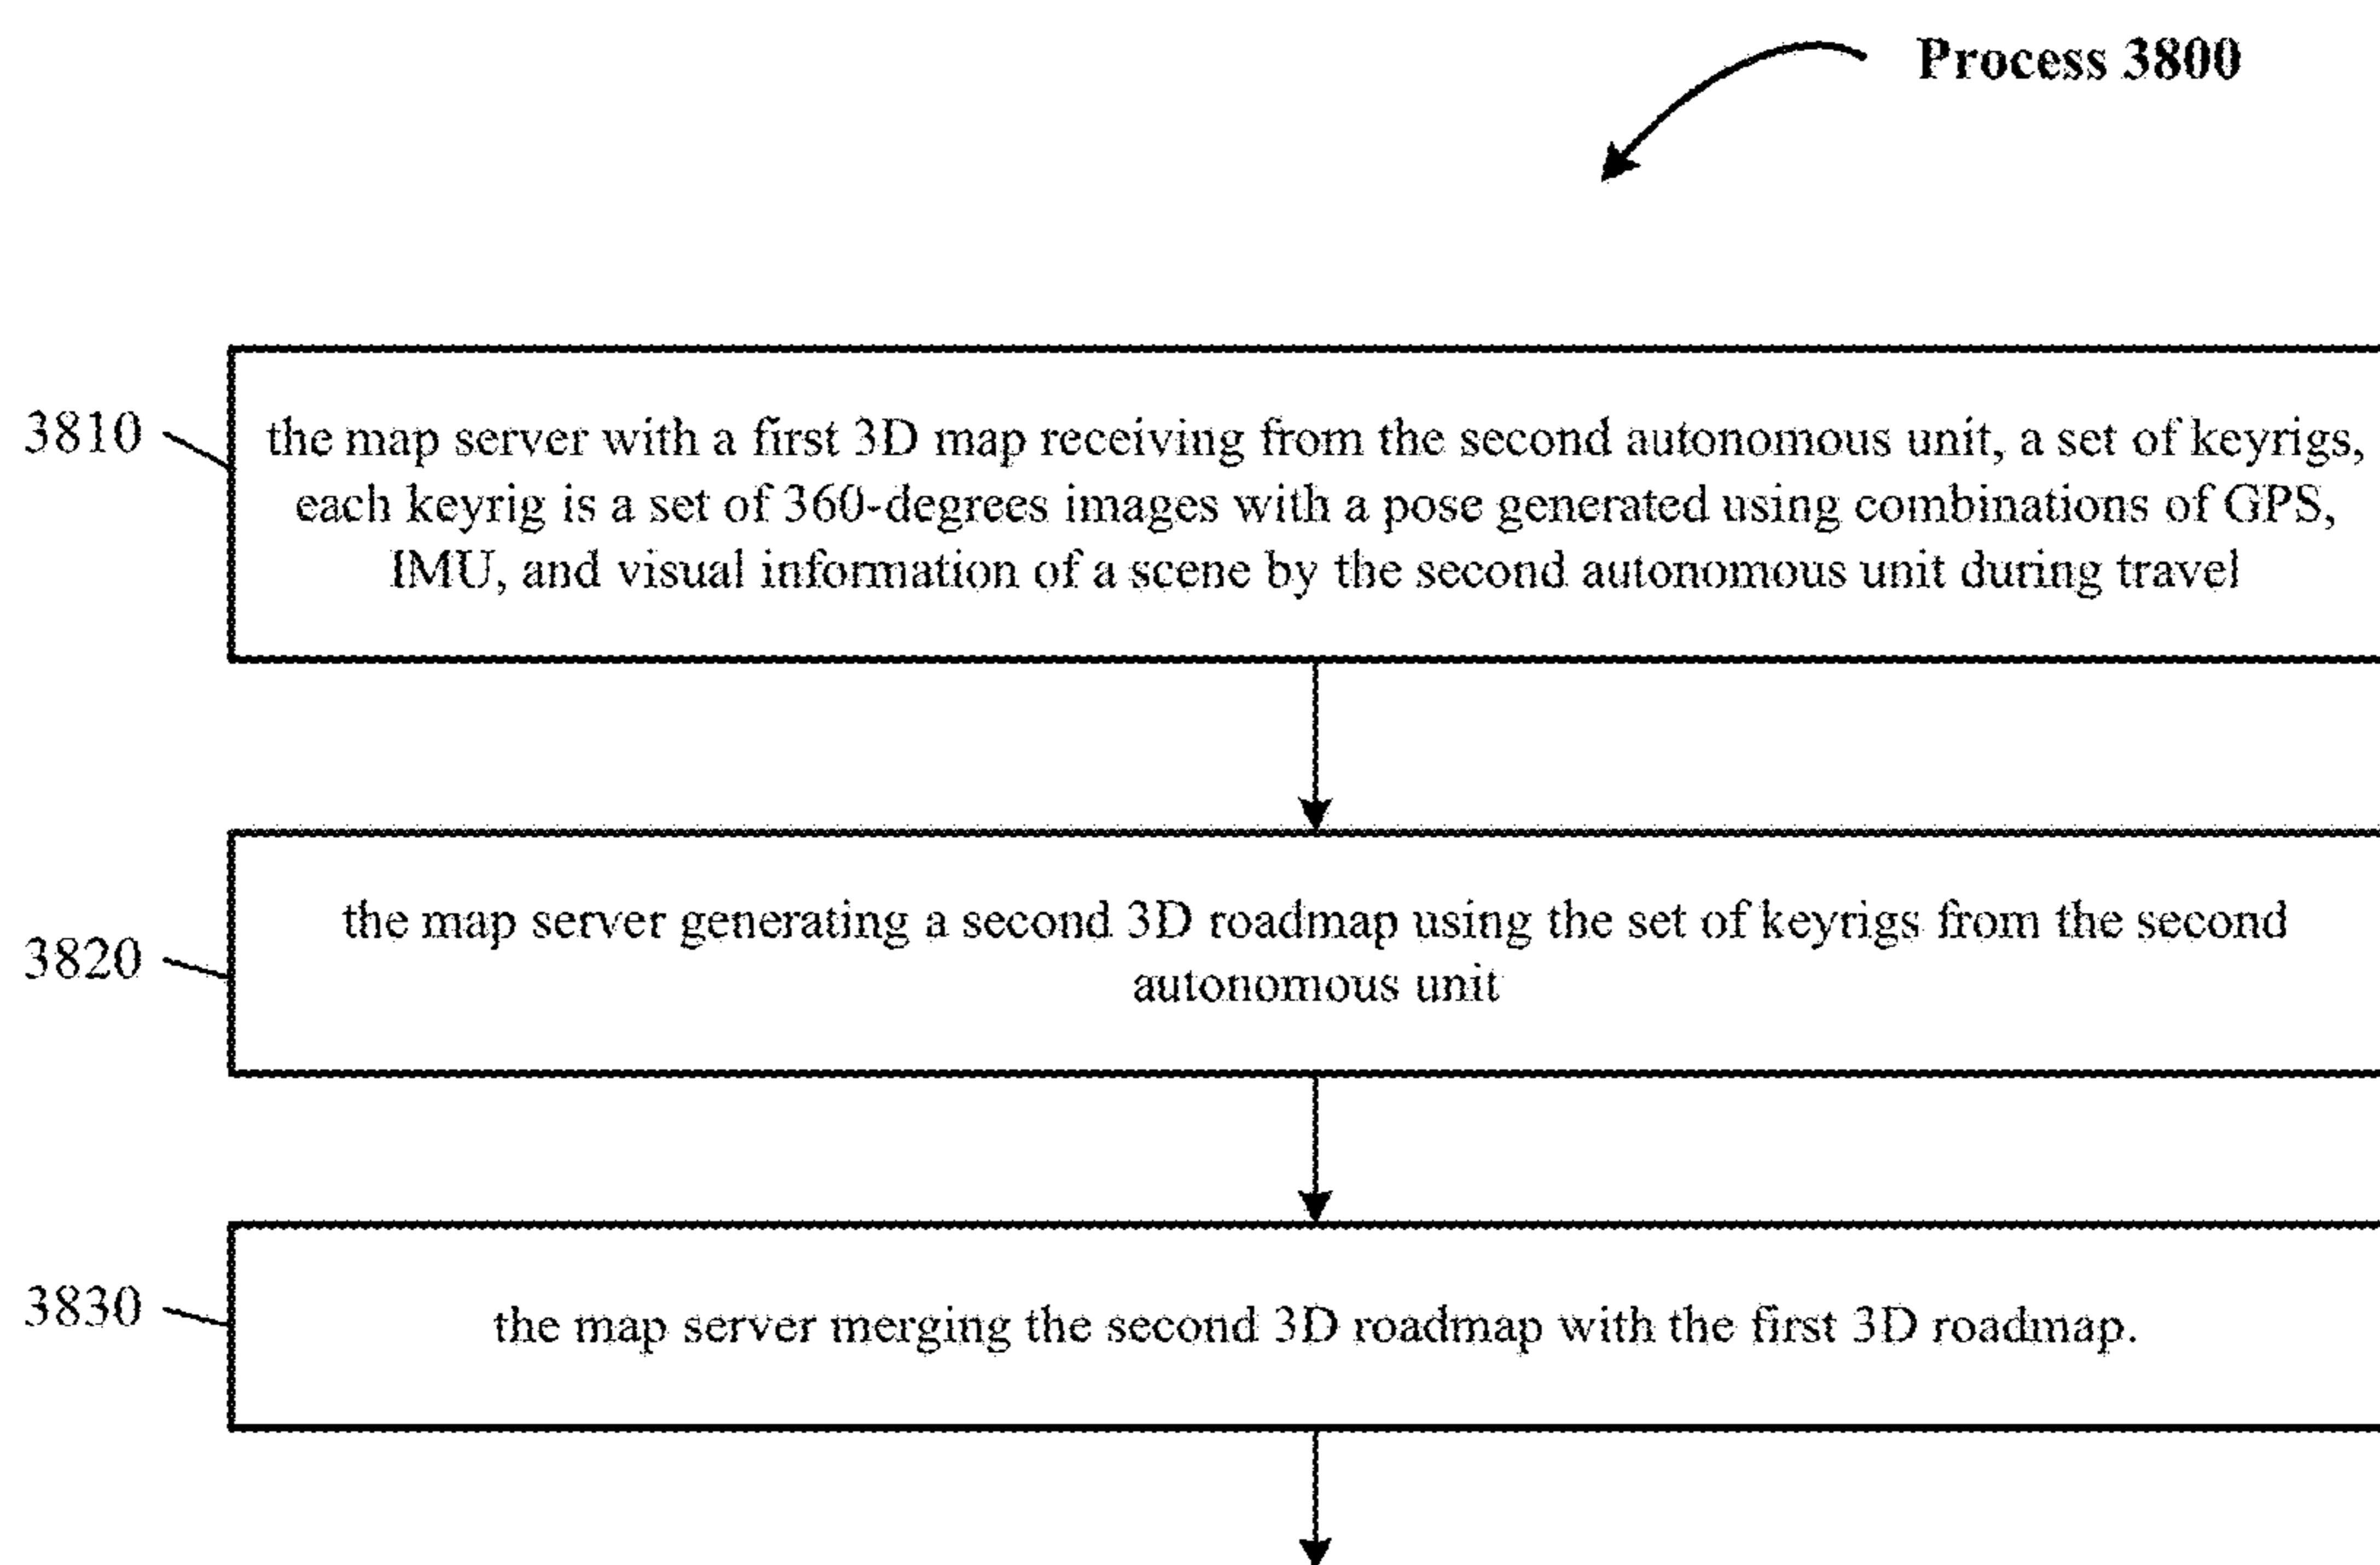 Process 3800
3810
the map server with a first 3D map receiving from the second autonomous unit, a set of keyrigs,
each keyrig is a set of 360-degrees images with a pose generated using combinations of GPS,
IMU, and visual information of a scene by the second autonomous unit during travel
3820
the map server generating a second 3D roadmap using the set of keyrigs from the second
autonomous unit
3830
the map server merging the second 3D roadmap with the first 3D roadmap.